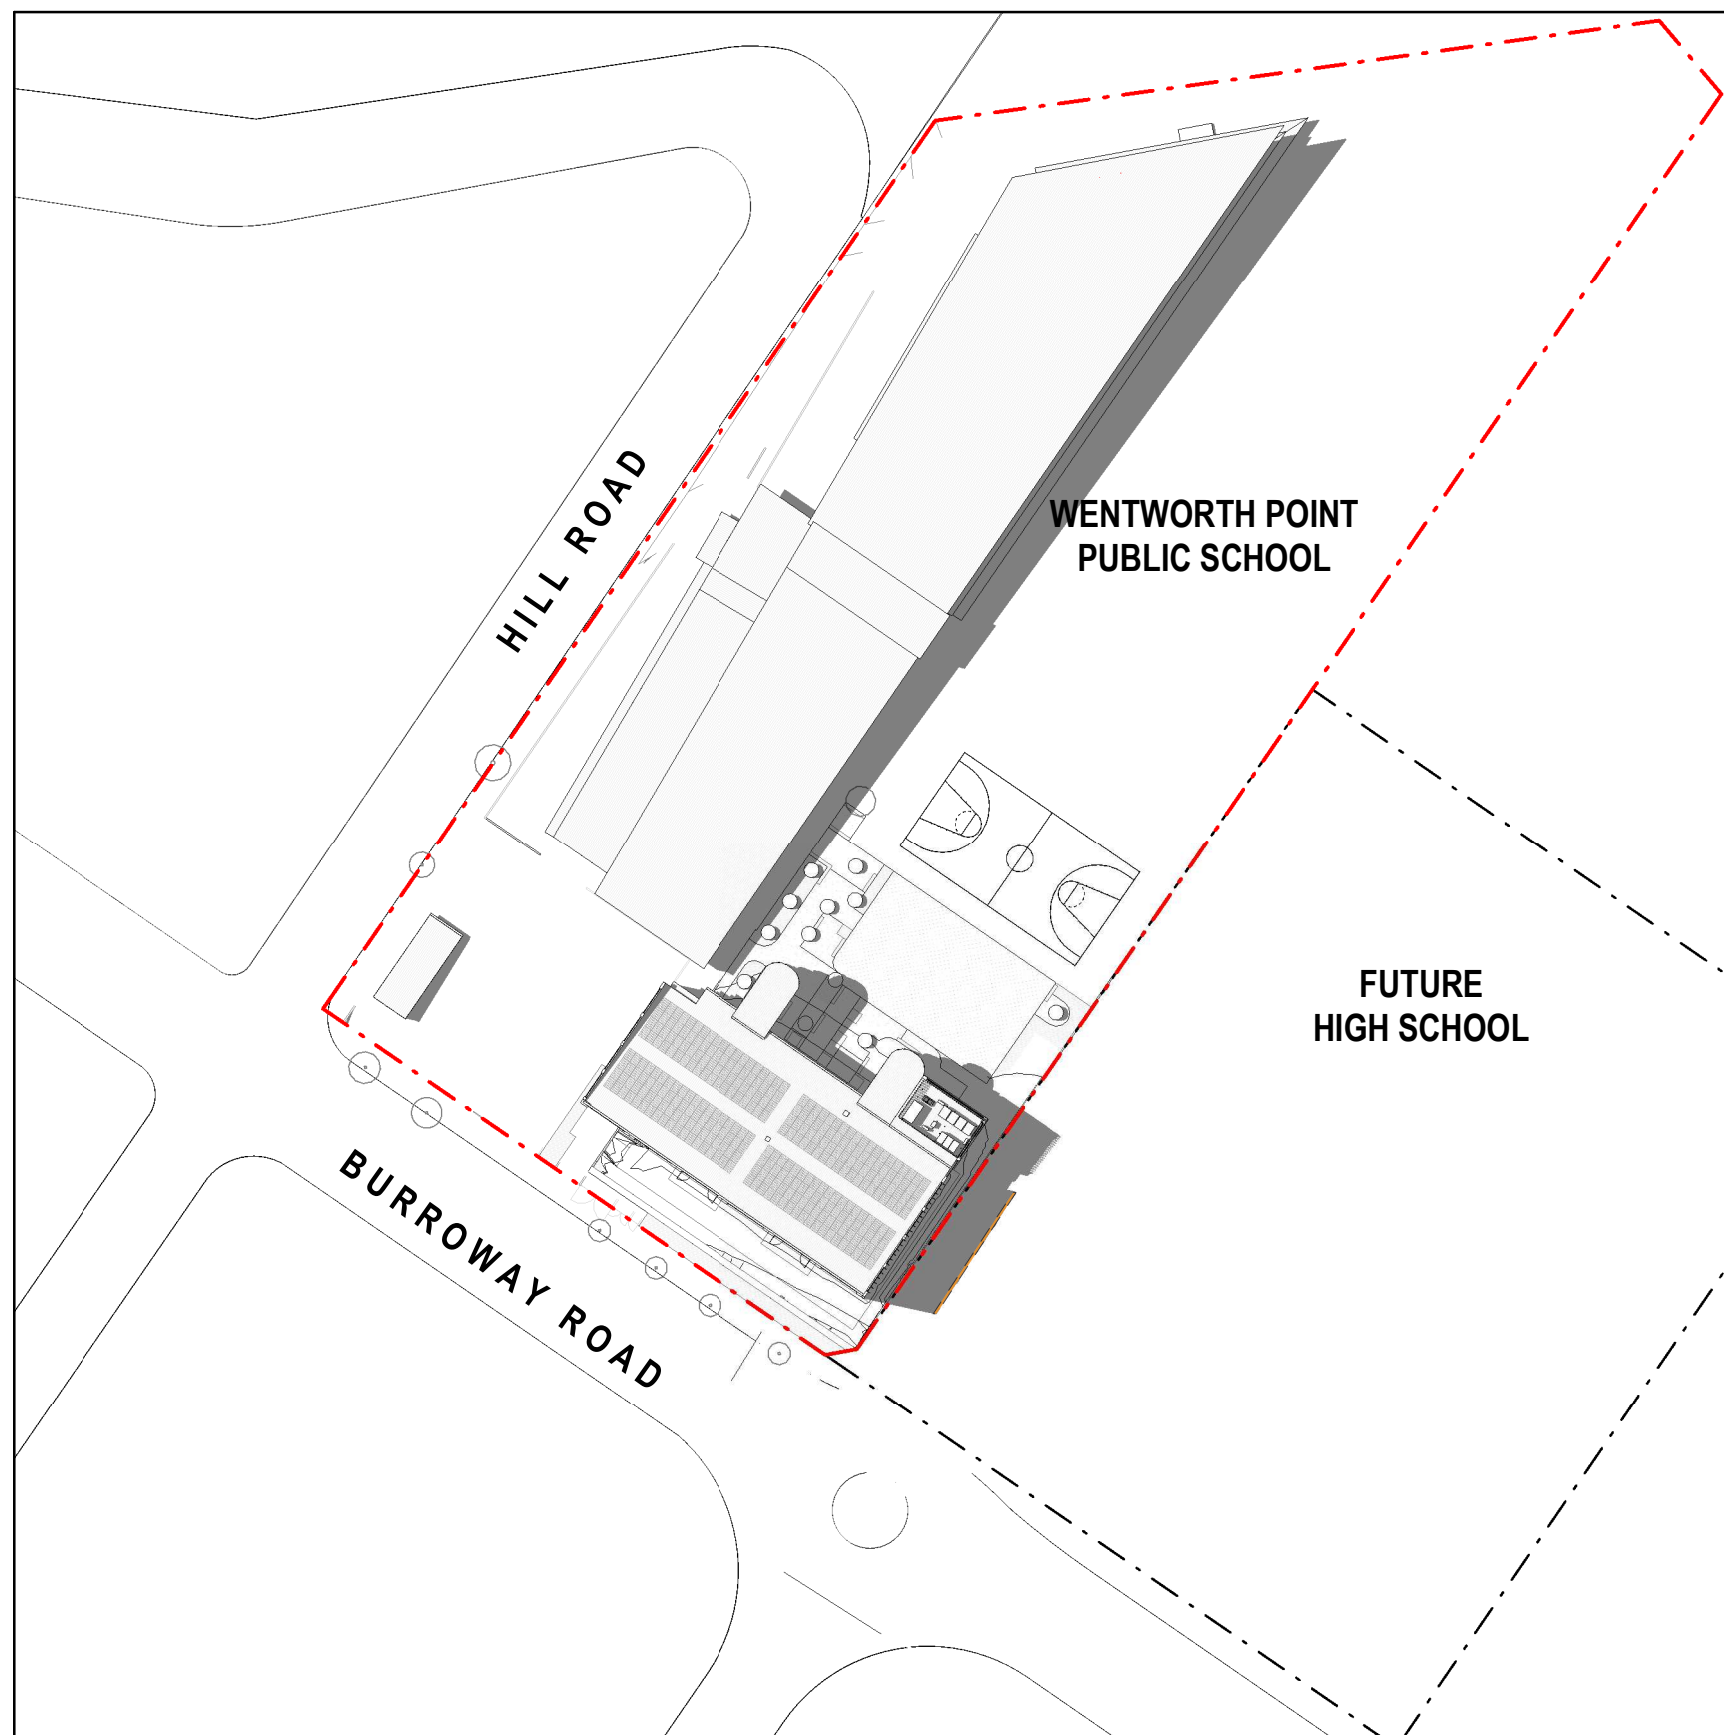 HILL ROAD
WENTWORTH POINT
PUBLIC SCHOOL
FUTURE
HIGH SCHOOL
BURROWAY ROAD